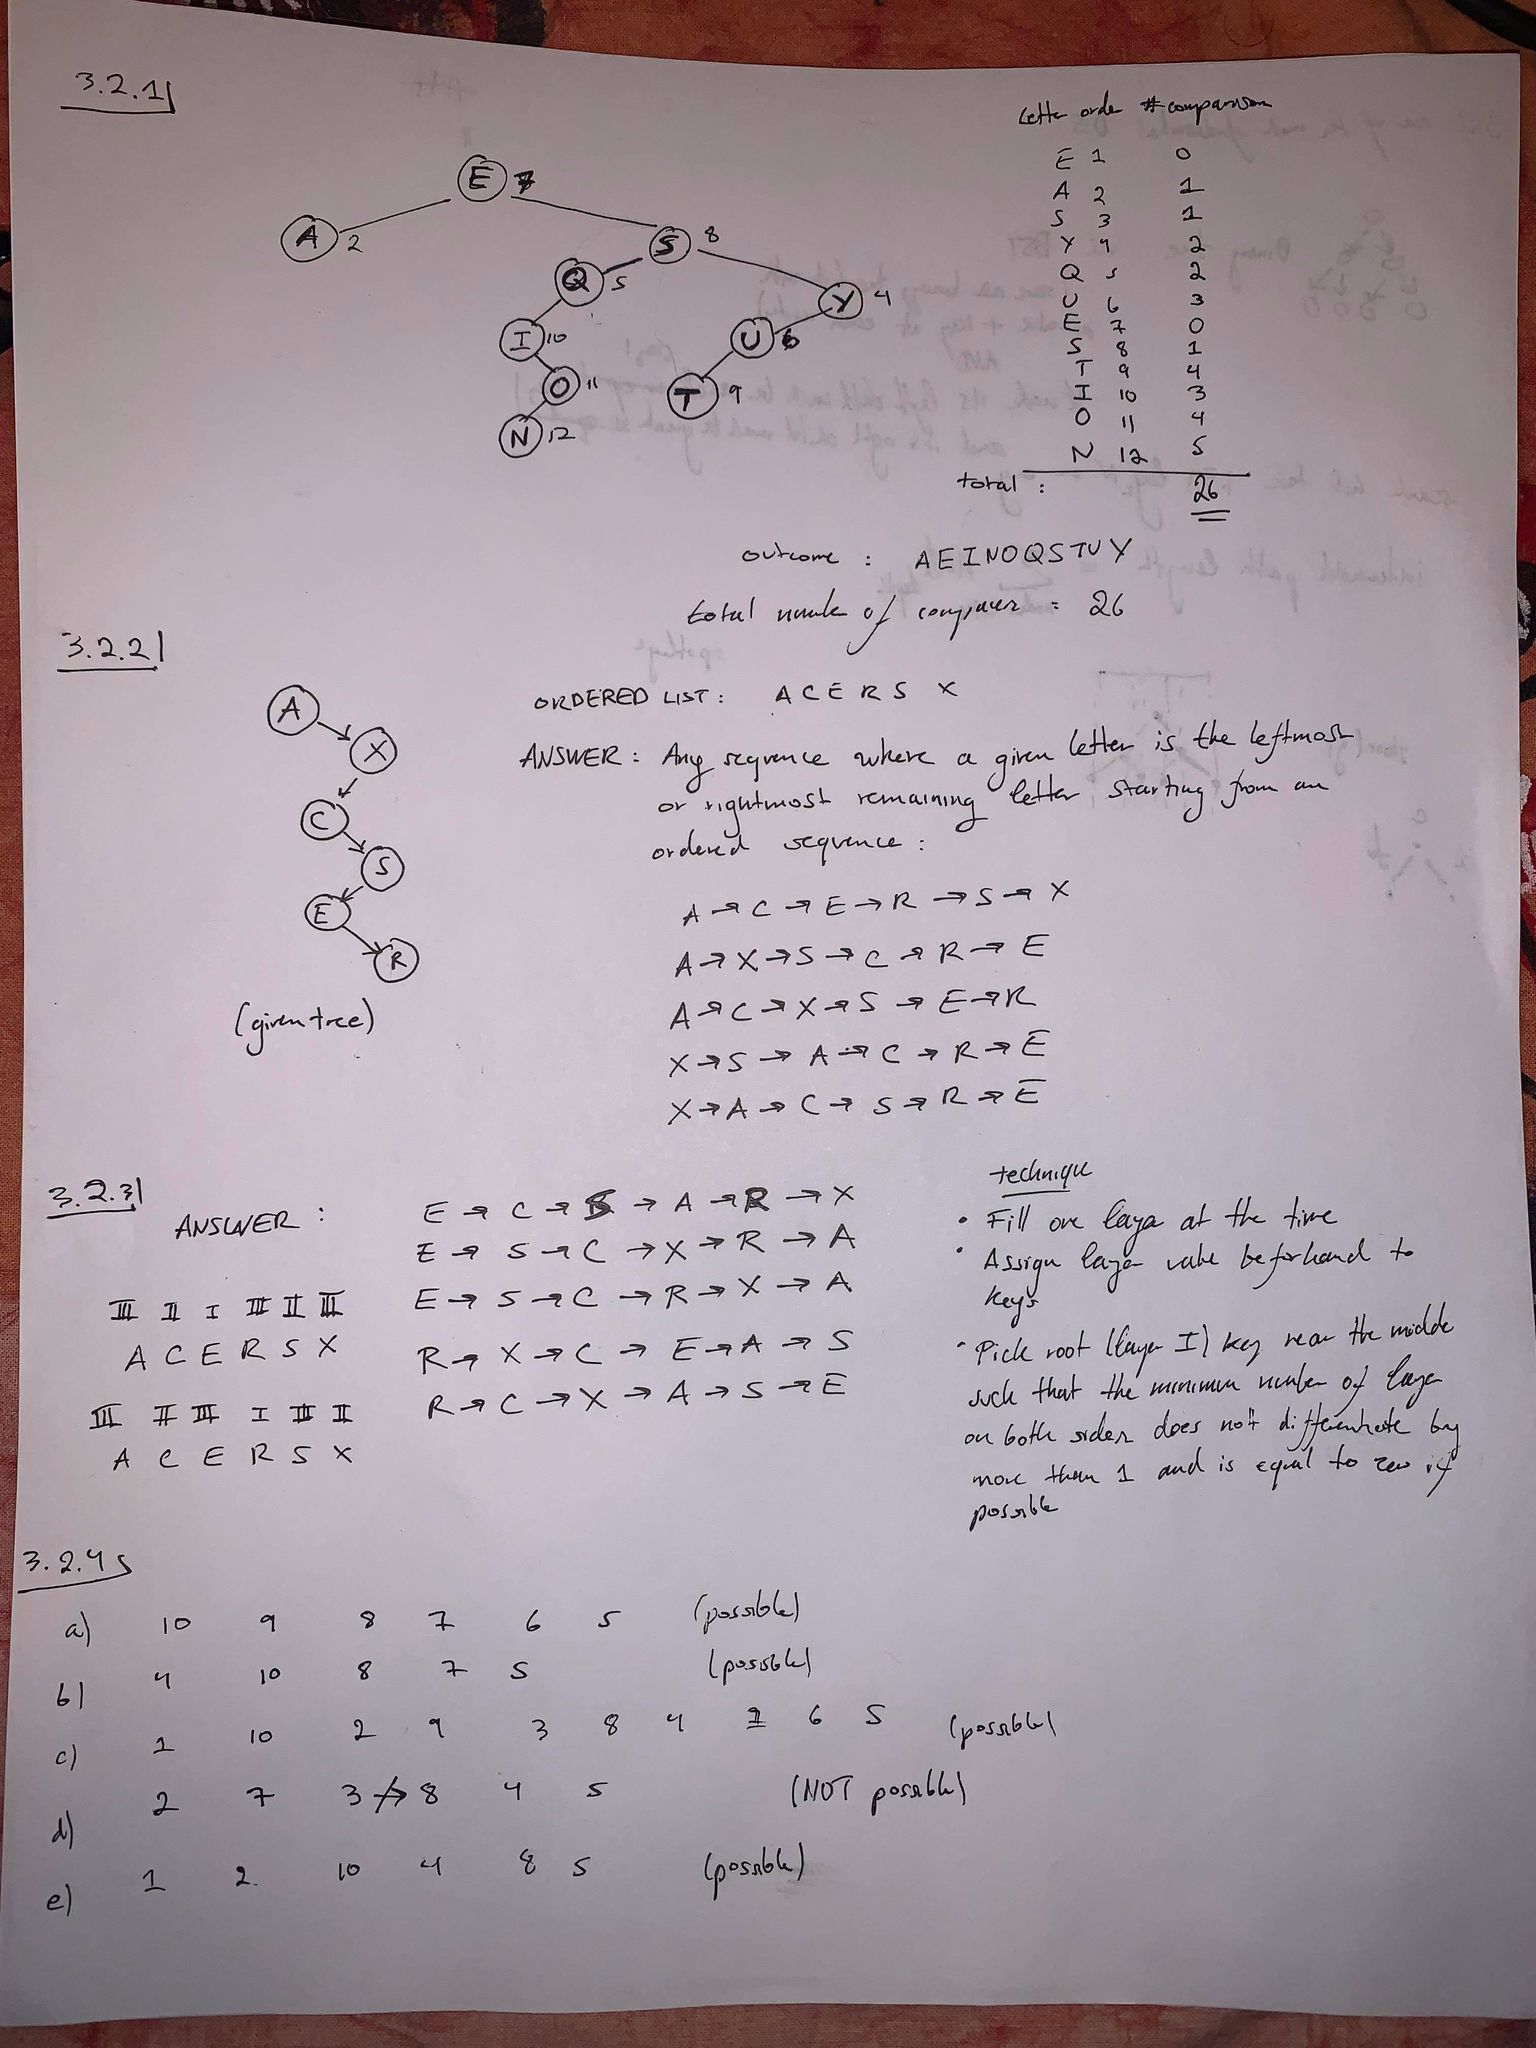 3.2.1
Letter order #comparison
E 1 0
A 2 1
S 3 1
Y 4 2
Q 5 2
U 6 3
E 7 0
S 8 1
T 9 4
I 10 3
O 11 4
N 12 5
total : 26
E 7
A 2
S 8
Q 5
Y 4
I 10
U 6
O 11
T 9
N 12
outcome : AEINOQSTUY
total numbe of compares = 26
3.2.2
A
X
C
S
E
R
(given tree)
ORDERED LIST : A C E R S X
ANSWER : Any sequence where a given letter is the leftmost
or rightmost remaining letter starting from an
ordered sequence :
A → C → E → R → S → X
A → X → S → C → R → E
A → C → X → S → E → R
X → S → A → C → R → E
X → A → C → S → R → E
3.2.3
ANSWER :
E → C → S → A → R → X
E → S → C → X → R → A
E → S → C → R → X → A
R → X → C → E → A → S
R → C → X → A → S → E
III II I III II III
A C E R S X
III II III I III II
A C E R S X
technique
• Fill one layer at the time
• Assign layer value beforhand to
keys
• Pick root (layer I) key near the middle
such that the minimum number of layer
on both sides does not differentiate by
more than 1 and is equal to zero if
possible
3.2.4
a) 10 9 8 7 6 5 (possible)
b) 4 10 8 7 5 (possible)
c) 1 10 2 9 3 8 4 7 6 5 (possible)
d) 2 7 3 ↛ 8 4 5 (NOT possible)
e) 1 2. 10 4 8 5 (possible)